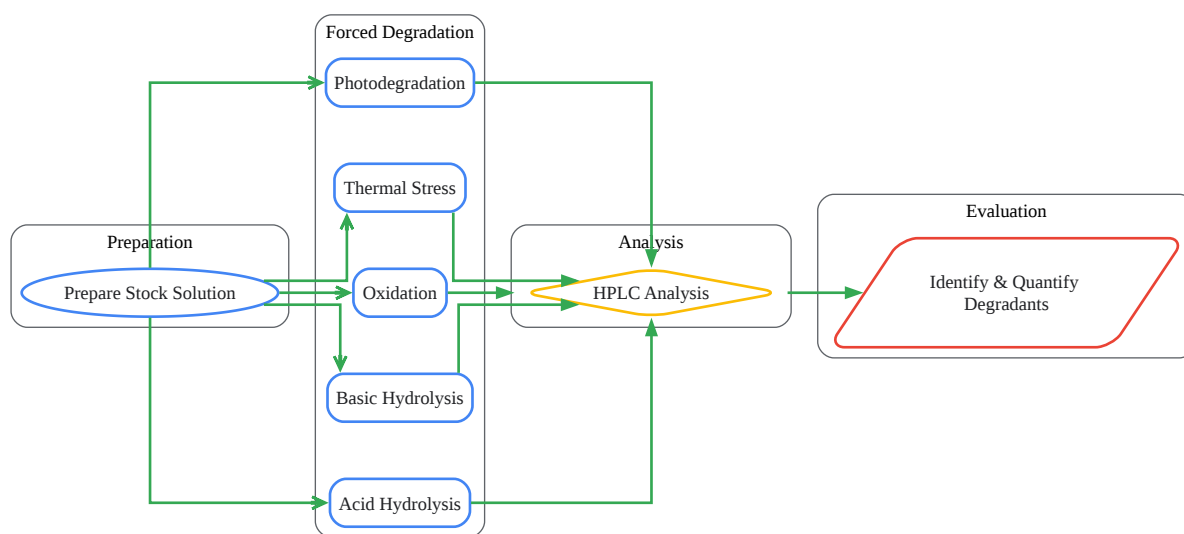 Forced Degradation
Photodegradation
Thermal Stress
Preparation
Prepare Stock Solution
Oxidation
Basic Hydrolysis
Acid Hydrolysis
Analysis
HPLC Analysis
Evaluation
Identify & Quantify
Degradants